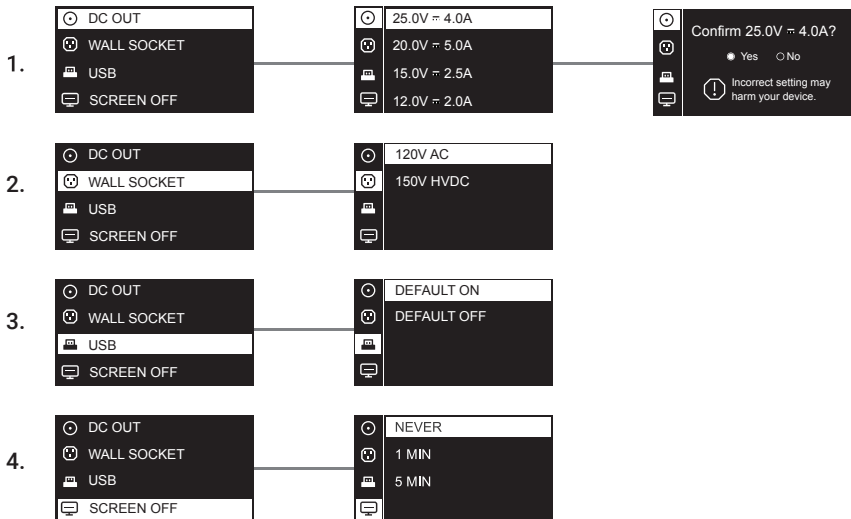 1.
DC OUT
WALL SOCKET
USB
SCREEN OFF
25.0V ⎓ 4.0A
20.0V ⎓ 5.0A
15.0V ⎓ 2.5A
12.0V ⎓ 2.0A
Confirm 25.0V ⎓ 4.0A?
Yes No
Incorrect setting may
harm your device.
2.
DC OUT
WALL SOCKET
USB
SCREEN OFF
120V AC
150V HVDC
3.
DC OUT
WALL SOCKET
USB
SCREEN OFF
DEFAULT ON
DEFAULT OFF
4.
DC OUT
WALL SOCKET
USB
SCREEN OFF
NEVER
1 MIN
5 MIN